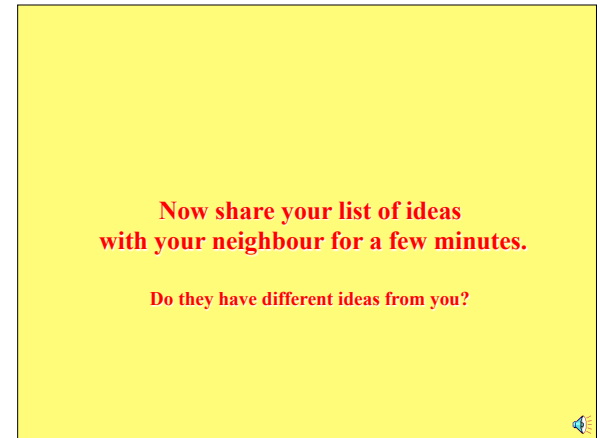 Now share your list of ideas
with your neighbour for a few minutes.
Do they have different ideas from you?